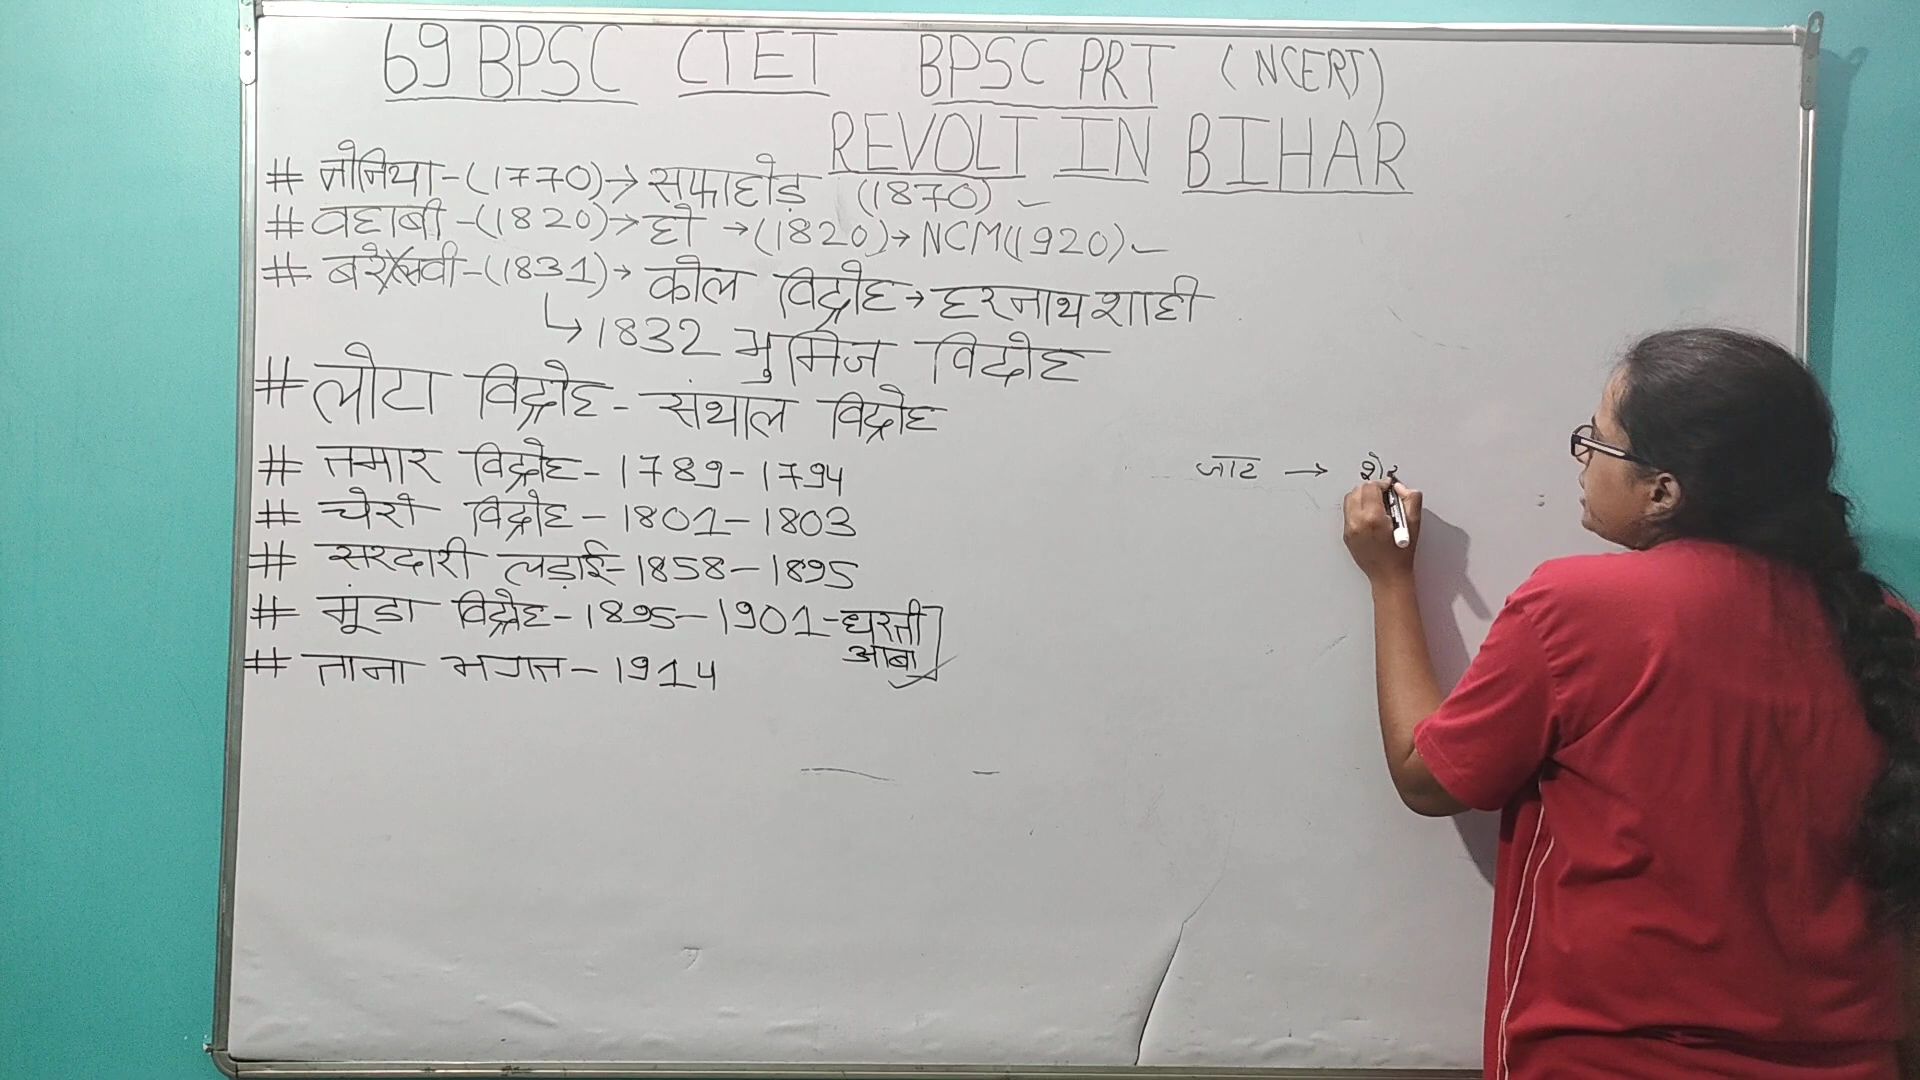 69 BPSC CTET BPSC PRT (NCERT)
REVOLT IN BIHAR
# नोनिया-(1770)→सफाहोड़ (1870)
# वहाबी-(1820)→हो→(1820)→NCM(1920)
# बरेलवी-(1831)→कोल विद्रोह→हरनाथ शाही
↳1832 भुमिज विद्रोह
# लोटा विद्रोह - संथाल विद्रोह
# तमार विद्रोह-1789-1794
# चेरो विद्रोह-1801-1803
# सरदारी लड़ाई-1858-1895
# मूंडा विद्रोह-1895-1901-धरती आबा]
# ताना भगत-1914
जाट → शेर